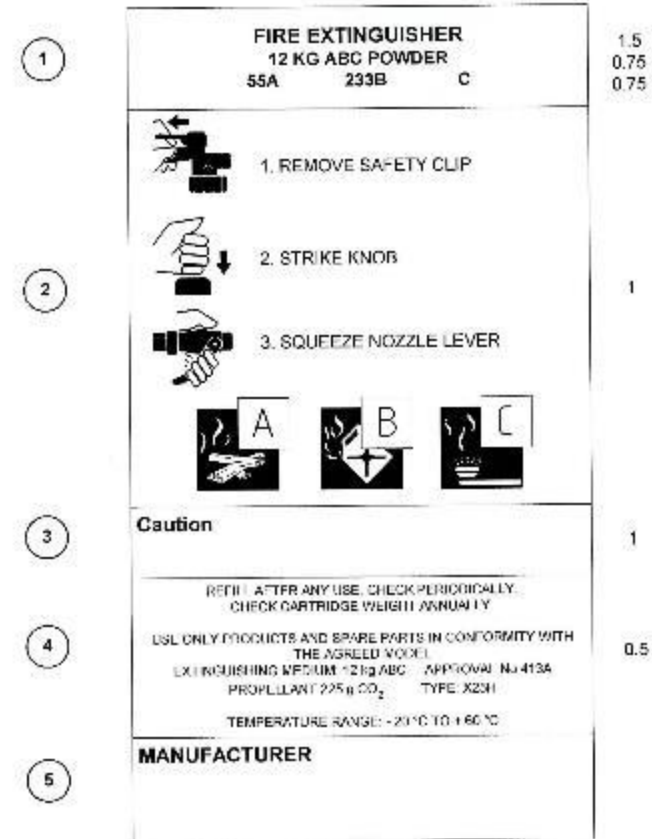 1
FIRE EXTINGUISHER
1.5
12 KG ABC POWDER
0.75
55A 233B C
0.75
1. REMOVE SAFETY CLIP
2
2. STRIKE KNOB
1
3. SQUEEZE NOZZLE LEVER
A B C
3
Caution
1
REFILL AFTER ANY USE. CHECK PERIODICALLY.
CHECK CARTRIDGE WEIGHT ANNUALLY
4
USE ONLY PRODUCTS AND SPARE PARTS IN CONFORMITY WITH
THE AGREED MODEL
0.5
EXTINGUISHING MEDIUM: 12 kg ABC APPROVAL No 413A
PROPELLANT 225 g CO2 TYPE: X23H
TEMPERATURE RANGE: - 20 °C TO + 60 °C
MANUFACTURER
5